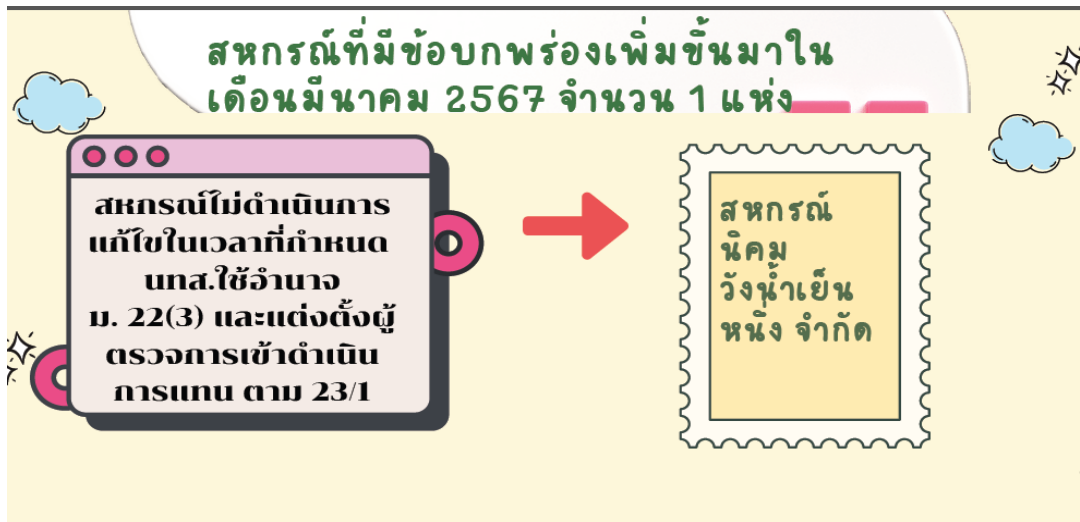 สหกรณ์ที่มีข้อบกพร่องเพิ่มขึ้นมาใน
เดือนมีนาคม 2567 จำนวน 1 แห่ง
สหกรณ์ไม่ดำเนินการ
แก้ไขในเวลาที่กำหนด
นทส.ใช้อำนาจ
ม. 22(3) และแต่งตั้งผู้
ตรวจการเข้าดำเนิน
การแทน ตาม 23/1
สหกรณ์
นิคม
วังน้ำเย็น
หนึ่ง จำกัด